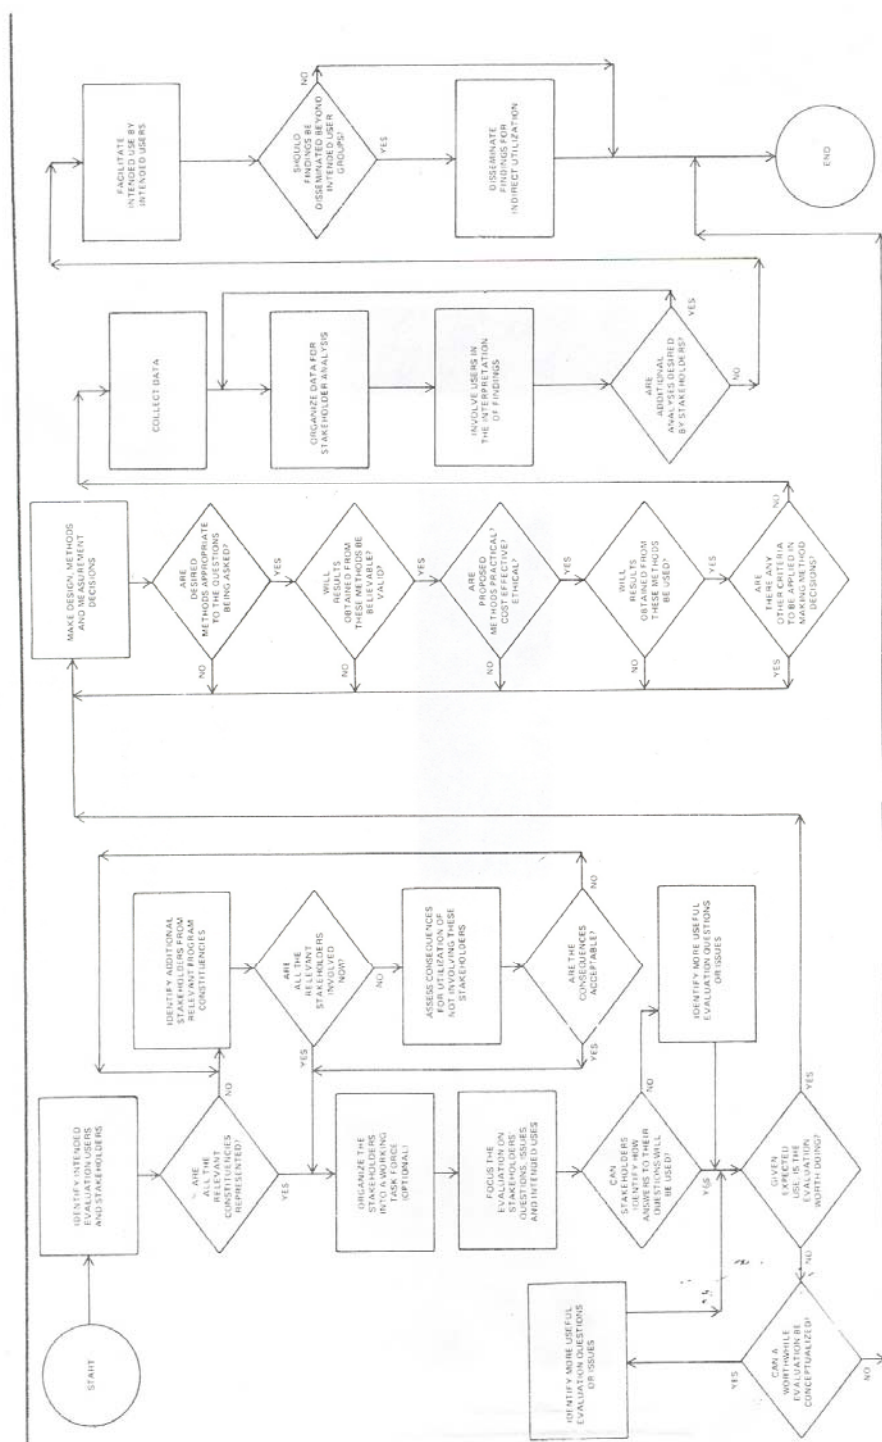 START
IDENTIFY INTENDED
EVALUATION USERS
AND STAKEHOLDERS
ARE
ALL THE
RELEVANT
CONSTITUENCIES
REPRESENTED?
NO
YES
IDENTIFY ADDITIONAL
STAKEHOLDERS FROM
RELEVANT PROGRAM
CONSTITUENCIES
ARE
ALL THE
RELEVANT
STAKEHOLDERS
INVOLVED
NOW?
YES
NO
ASSESS CONSEQUENCES
FOR UTILIZATION OF
NOT INVOLVING THESE
STAKEHOLDERS
ARE THE
CONSEQUENCES
ACCEPTABLE?
YES
NO
ORGANIZE THE
STAKEHOLDERS
INTO A WORKING
TASK FORCE
(OPTIONAL)
FOCUS THE
EVALUATION ON
STAKEHOLDERS'
QUESTIONS, ISSUES
AND INTENDED USES
CAN
STAKEHOLDERS
IDENTIFY HOW
ANSWERS TO THEIR
QUESTIONS WILL
BE USED?
NO
YES
IDENTIFY MORE USEFUL
EVALUATION QUESTIONS
OR ISSUES
GIVEN
EXPECTED
USE, IS THE
EVALUATION
WORTH DOING?
NO
YES
CAN A
WORTHWHILE
EVALUATION BE
CONCEPTUALIZED?
YES
NO
IDENTIFY MORE USEFUL
EVALUATION QUESTIONS
OR ISSUES
MAKE DESIGN, METHODS
AND MEASUREMENT
DECISIONS
ARE
DESIRED
METHODS APPROPRIATE
TO THE QUESTIONS
BEING ASKED?
NO
YES
WILL
RESULTS
OBTAINED FROM
THESE METHODS BE
BELIEVABLE?
VALID?
NO
YES
ARE
PROPOSED
METHODS PRACTICAL?
COST EFFECTIVE?
ETHICAL?
NO
YES
WILL
RESULTS
OBTAINED FROM
THESE METHODS
BE USED?
NO
YES
ARE
THERE ANY
OTHER CRITERIA
TO BE APPLIED IN
MAKING METHOD
DECISIONS?
YES
NO
COLLECT DATA
ORGANIZE DATA FOR
STAKEHOLDER ANALYSIS
INVOLVE USERS IN
THE INTERPRETATION
OF FINDINGS
ARE
ADDITIONAL
ANALYSES DESIRED
BY STAKEHOLDERS?
YES
NO
FACILITATE
INTENDED USE BY
INTENDED USERS
SHOULD
FINDINGS BE
DISSEMINATED BEYOND
INTENDED USER
GROUPS?
NO
YES
DISSEMINATE
FINDINGS FOR
INDIRECT UTILIZATION
END